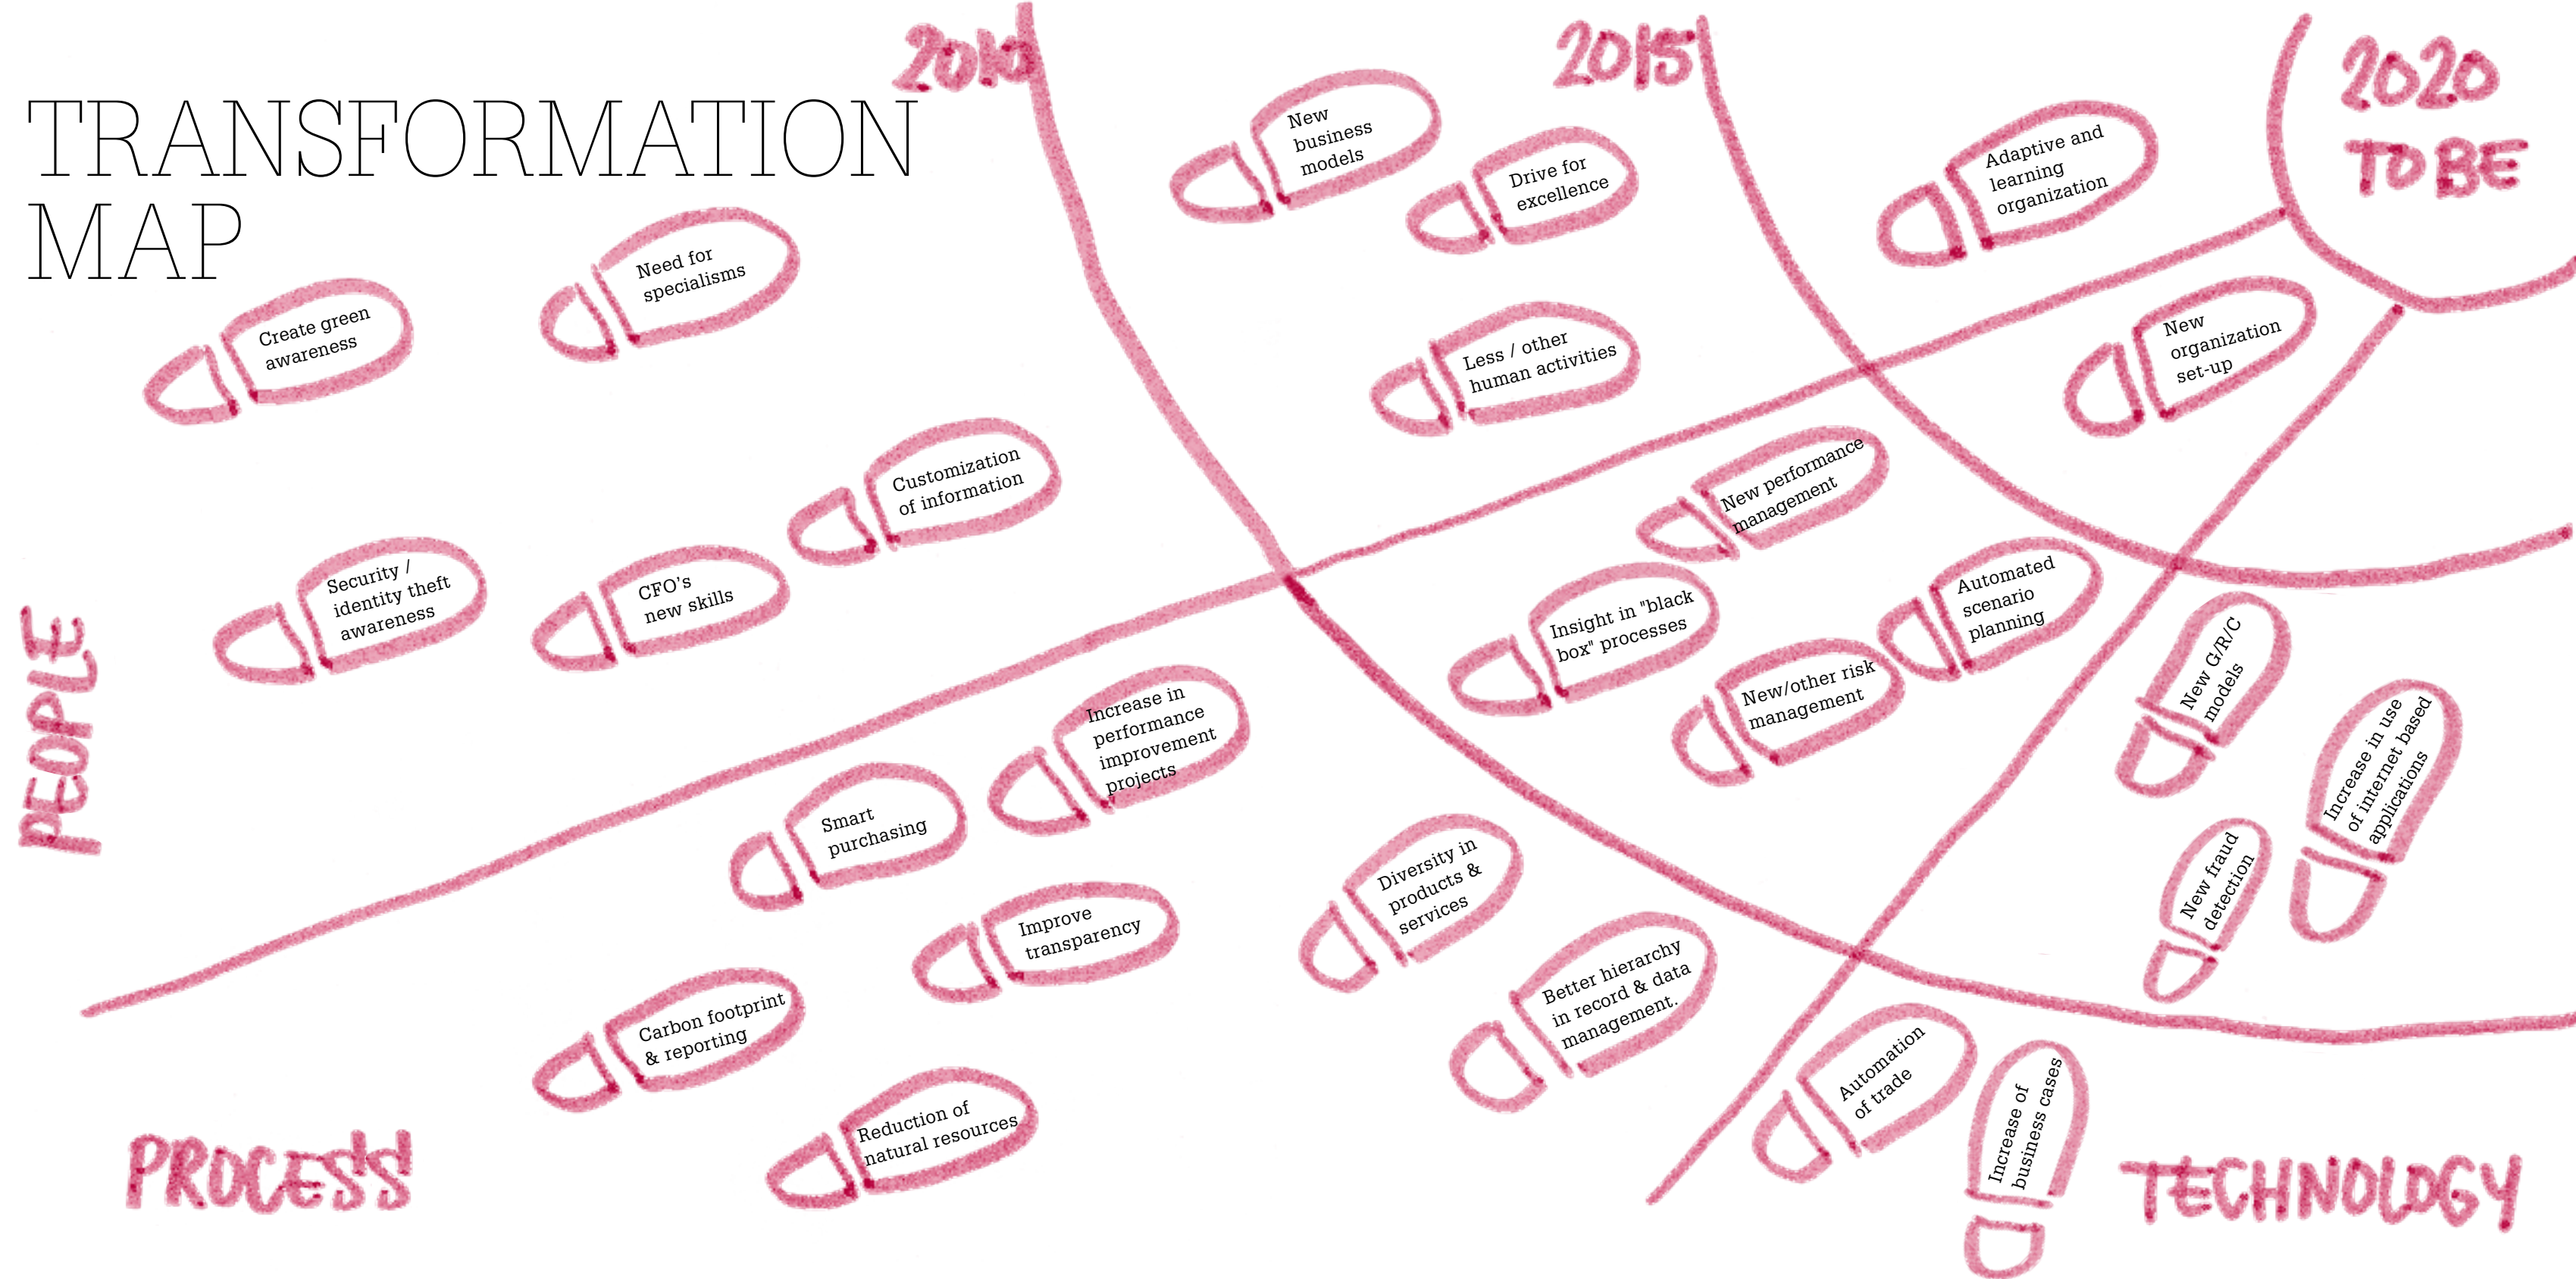 TRANSFORMATION
MAP
2010
2015
2020
TO BE
PEOPLE
PROCESS
TECHNOLOGY
Create green
awareness
Need for
specialisms
Customization
of information
Security /
identity theft
awareness
CFO's
new skills
New
business
models
Drive for
excellence
Less / other
human activities
Adaptive and
learning
organization
New
organization
set-up
New performance
management
Insight in "black
box" processes
New/other risk
management
Automated
scenario
planning
Increase in
performance
improvement
projects
Smart
purchasing
Improve
transparency
Carbon footprint
& reporting
Reduction of
natural resources
Diversity in
products &
services
Better hierarchy
in record & data
management.
New G/R/C
models
Increase in use
of internet based
applications
New fraud
detection
Automation
of trade
Increase of
business cases